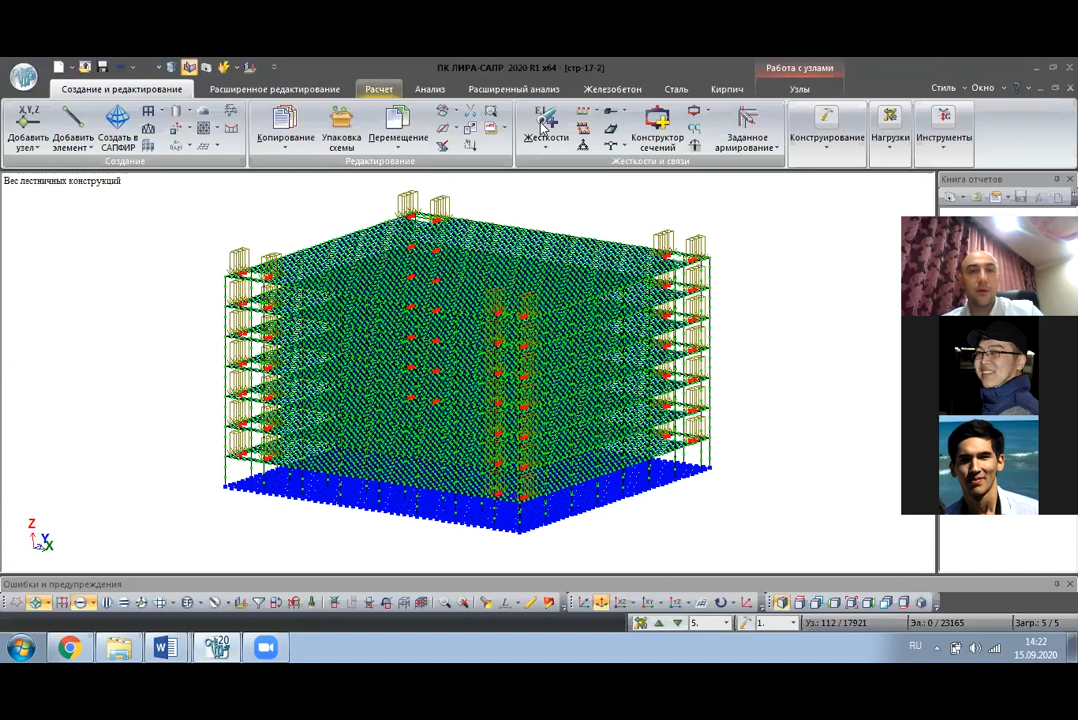 ПК ЛИРА-САПР 2020 R1 x64 - [стр-17-2]
Работа с узлами
Создание и редактирование
Расширенное редактирование
Расчет
Анализ
Расширенный анализ
Железобетон
Сталь
Кирпич
Узлы
Стиль
Окно
X,Y,Z
Добавить узел
Добавить элемент
Создать в САПФИР
Копирование
Упаковка схемы
Перемещение
Жесткости
Конструктор сечений
Заданное армирование
Конструирование
Нагрузки
Инструменты
Создание
Редактирование
Жесткости и связи
Вес лестничных конструкций
Книга отчетов
Z
Y
X
Ошибки и предупреждения
5.
1.
Уз.: 112 / 17921
Эл.: 0 / 23165
Загр.: 5 / 5
20
RU
14:22
15.09.2020